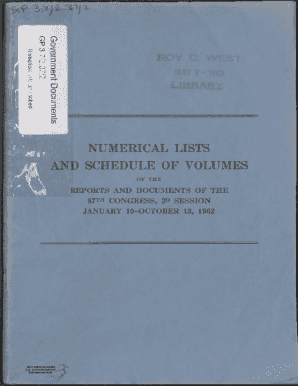 Government Documents
ROY O. WEST
LIBRARY
NUMERICAL LISTS
AND SCHEDULE OF VOLUMES
OF THE
REPORTS AND DOCUMENTS OF THE
87TH CONGRESS, 2D SESSION
JANUARY 10–OCTOBER 13, 1962